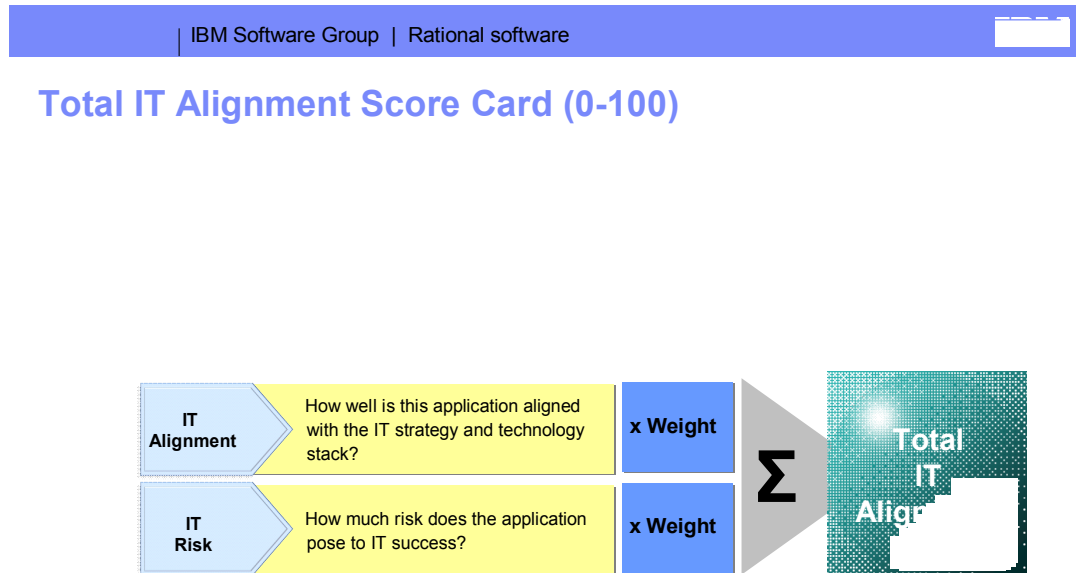 IBM Software Group | Rational software
Total IT Alignment Score Card (0-100)
IT
Alignment
How well is this application aligned
with the IT strategy and technology
stack?
x Weight
Σ
Total
IT
IT
Risk
How much risk does the application
pose to IT success?
x Weight